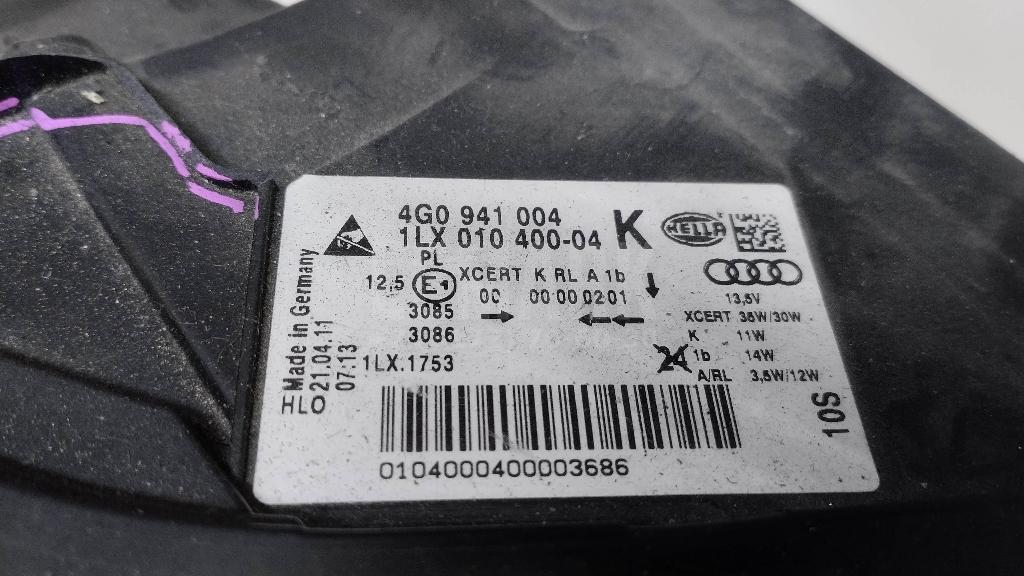 4G0 941 004 K HELLA
1LX 010 400-04
PL
12,5 E1 XCERT K RL A 1b
00 00 00 0201
3085
3086
1LX.1753
13,5V
XCERT 35W/30W
K 11W
24 1b 14W
A/RL 3,5W/12W
10S
Made in Germany
21.04.11
07:13
HLO
0104000400003686